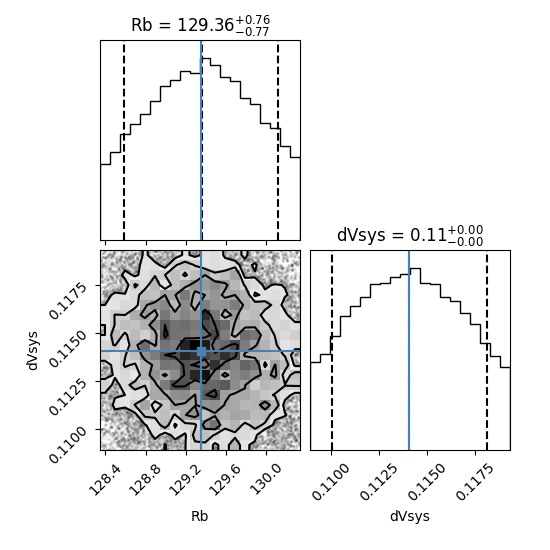 Rb = 129.36^{+0.76}_{-0.77}
dVsys = 0.11^{+0.00}_{-0.00}
dVsys
0.1175
0.1150
0.1125
0.1100
128.4 128.8 129.2 129.6 130.0
Rb
0.1100 0.1125 0.1150 0.1175
dVsys